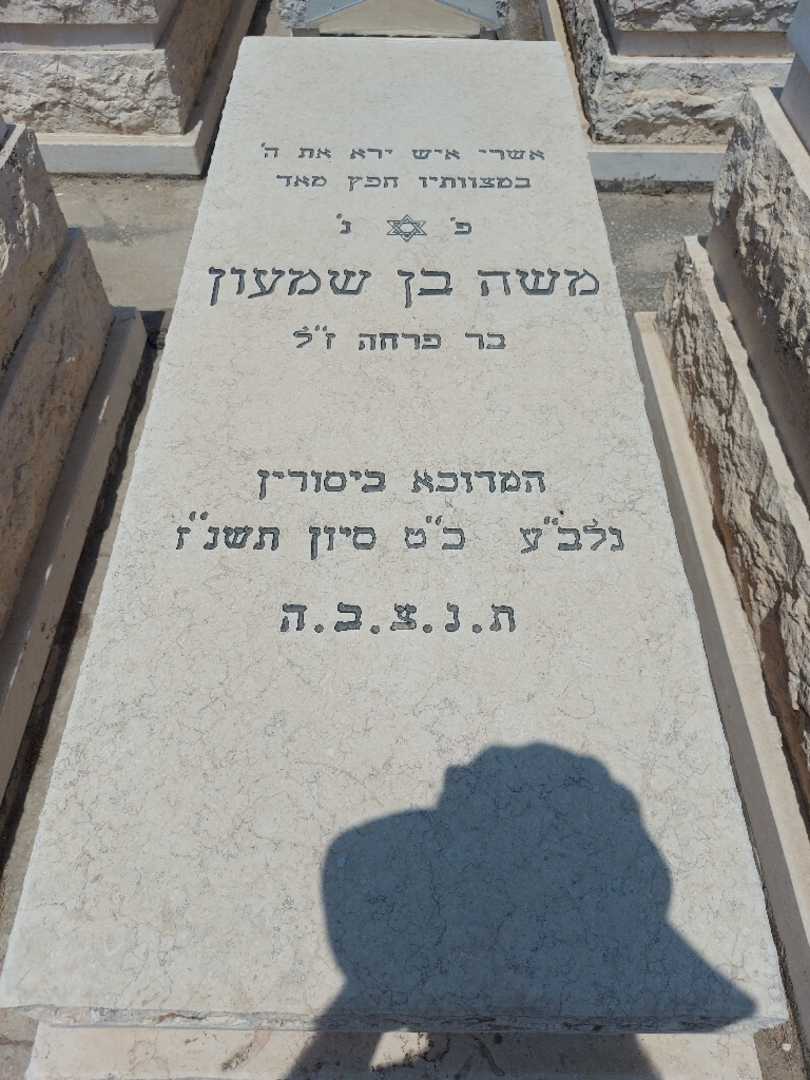 אשרי איש ירא את ה'
במצוותיו חפץ מאד
פ' נ'
משה בן שמעון
בר פרחה ז"ל
המדוכא ביסורין
נלב"ע כ"ט סיון תשנ"ז
ת.נ.צ.ב.ה